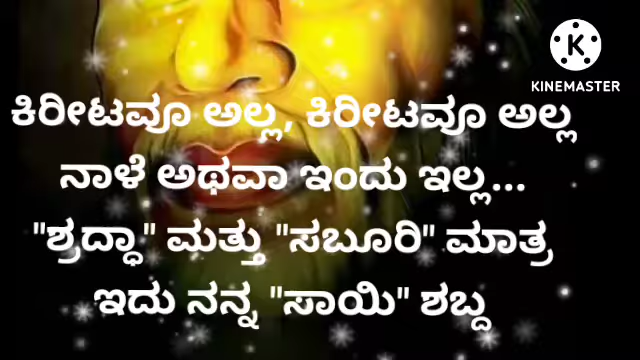 KINEMASTER
ಕಿರೀಟವೂ ಅಲ್ಲ, ಕಿರೀಟವೂ ಅಲ್ಲ
ನಾಳೆ ಅಥವಾ ಇಂದು ಇಲ್ಲ...
"ಶ್ರದ್ಧಾ" ಮತ್ತು "ಸಬೂರಿ" ಮಾತ್ರ
ಇದು ನನ್ನ "ಸಾಯಿ" ಶಬ್ದ